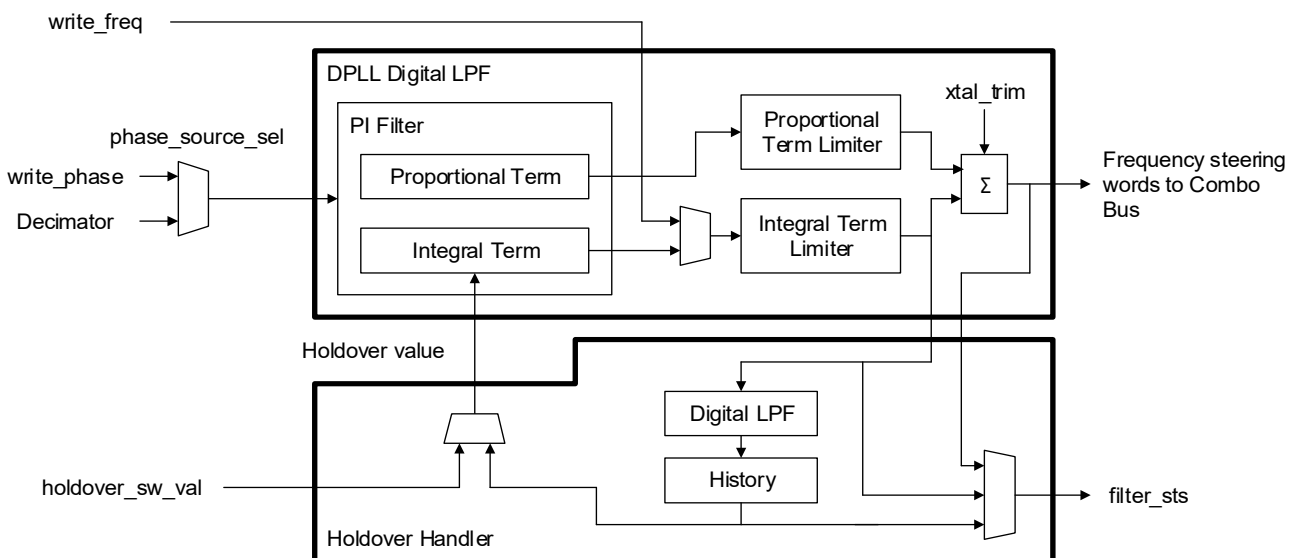 write_freq
DPLL Digital LPF
xtal_trim
phase_source_sel
PI Filter
Proportional
Term Limiter
write_phase
Proportional Term
Σ
Frequency steering
words to Combo
Bus
Decimator
Integral Term
Integral Term
Limiter
Holdover value
Digital LPF
History
holdover_sw_val
filter_sts
Holdover Handler